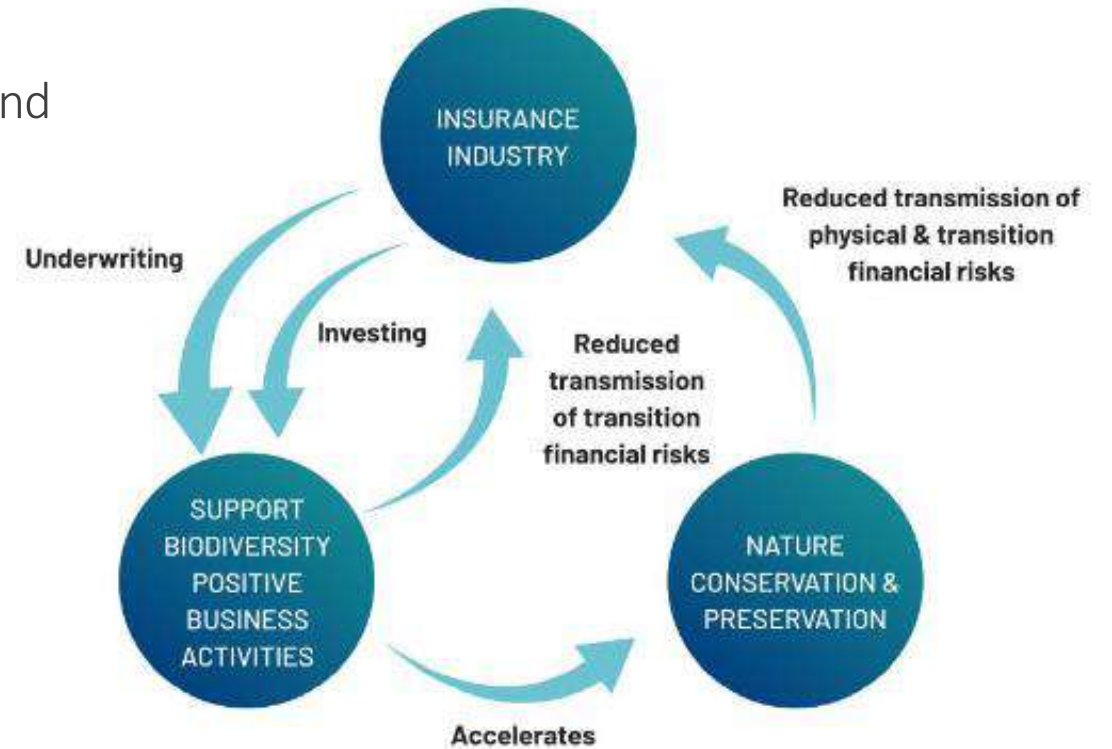 nd
INSURANCE
INDUSTRY
Reduced transmission of
physical & transition
financial risks
Underwriting
Investing
Reduced
transmission
of transition
financial risks
SUPPORT
BIODIVERSITY
POSITIVE
BUSINESS
ACTIVITIES
NATURE
CONSERVATION &
PRESERVATION
Accelerates